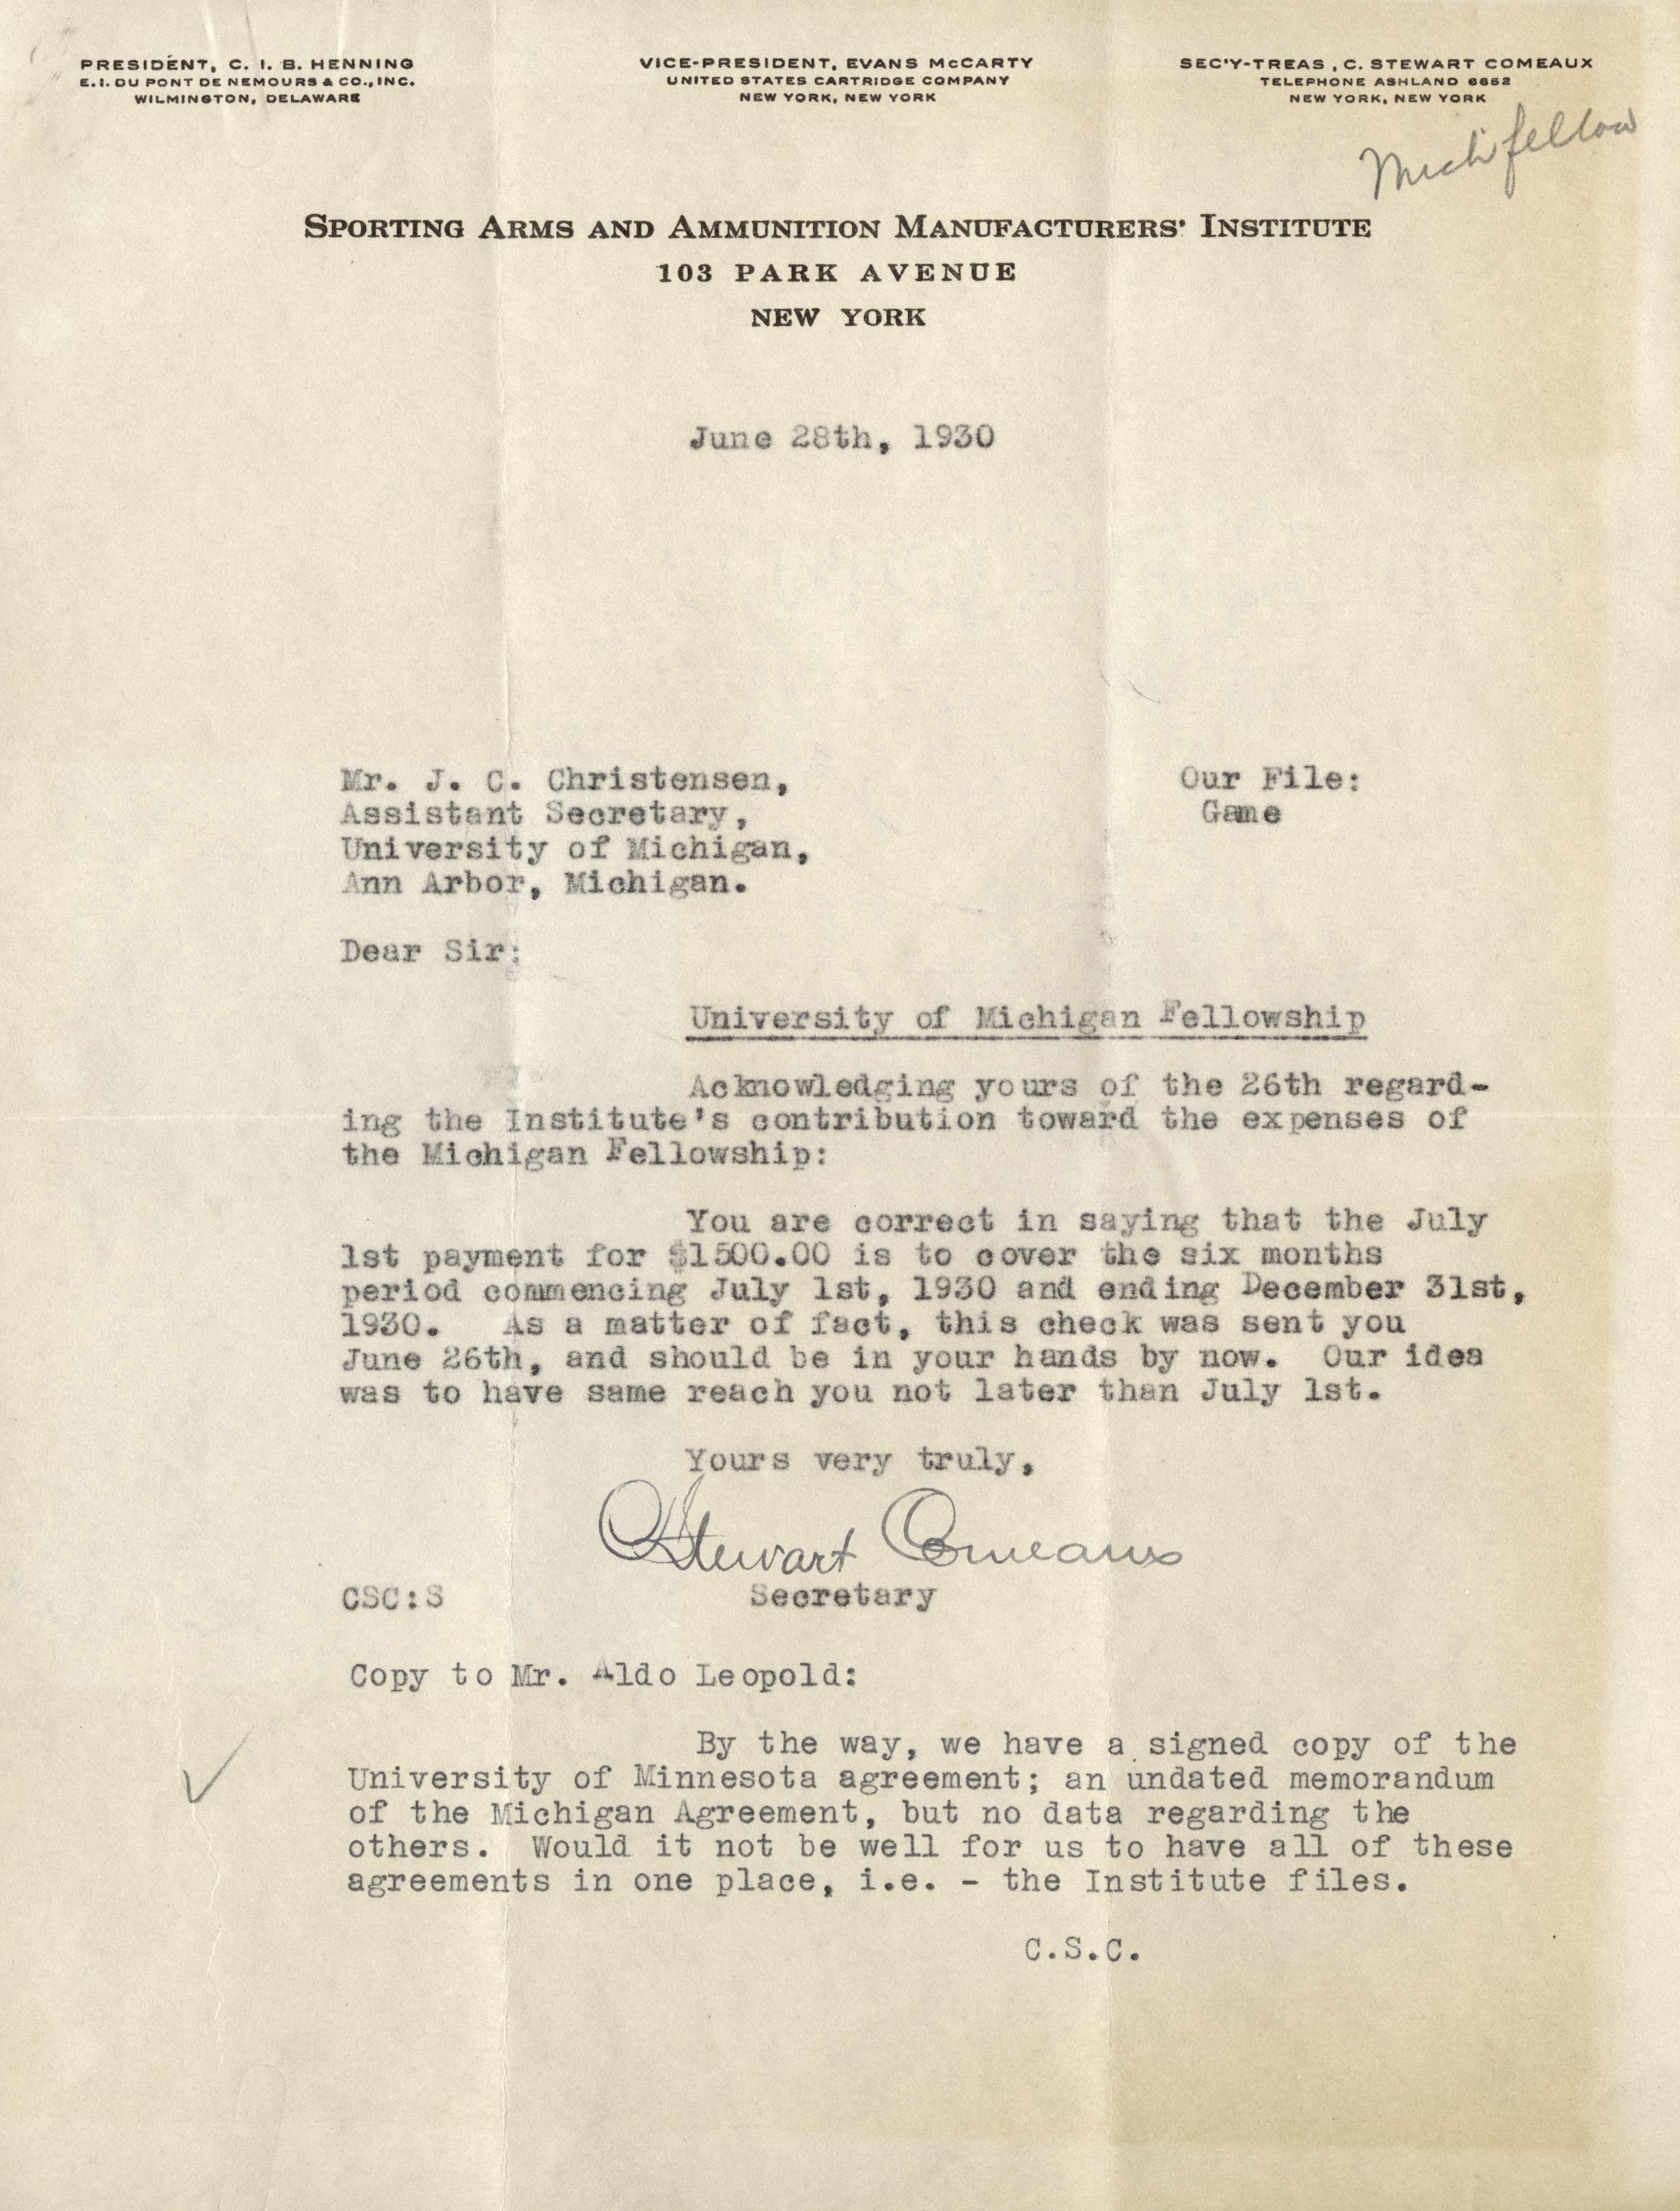 PRESIDENT, C. I. B. HENNING
E. I. DU PONT DE NEMOURS & CO., INC.
WILMINGTON, DELAWARE
VICE-PRESIDENT, EVANS McCARTY
UNITED STATES CARTRIDGE COMPANY
NEW YORK, NEW YORK
SEC'Y-TREAS., C. STEWART COMEAUX
TELEPHONE ASHLAND 6652
NEW YORK, NEW YORK
Mich fellow
SPORTING ARMS AND AMMUNITION MANUFACTURERS' INSTITUTE
103 PARK AVENUE
NEW YORK
June 28th, 1930
Mr. J. C. Christensen,
Assistant Secretary,
University of Michigan,
Ann Arbor, Michigan.
Our File:
Game
Dear Sir:
University of Michigan Fellowship
Acknowledging yours of the 26th regard-
ing the Institute's contribution toward the expenses of
the Michigan Fellowship:
You are correct in saying that the July
1st payment for $1500.00 is to cover the six months
period commencing July 1st, 1930 and ending December 31st,
1930. As a matter of fact, this check was sent you
June 26th, and should be in your hands by now. Our idea
was to have same reach you not later than July 1st.
Yours very truly,
C Stewart Comeaux
CSC:S Secretary
Copy to Mr. Aldo Leopold:
By the way, we have a signed copy of the
University of Minnesota agreement; an undated memorandum
of the Michigan Agreement, but no data regarding the
others. Would it not be well for us to have all of these
agreements in one place, i.e. - the Institute files.
C.S.C.